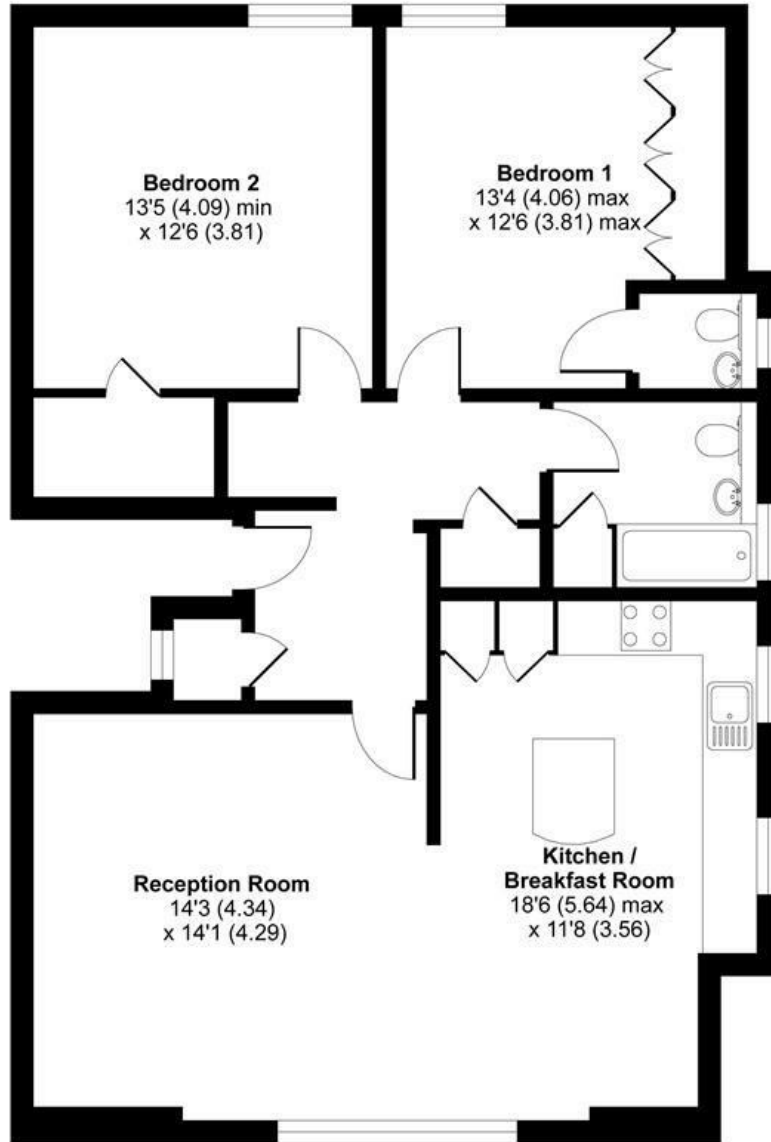 Bedroom 2
13'5 (4.09) min
x 12'6 (3.81)
Bedroom 1
13'4 (4.06) max
x 12'6 (3.81) max
Reception Room
14'3 (4.34)
x 14'1 (4.29)
Kitchen /
Breakfast Room
18'6 (5.64) max
x 11'8 (3.56)